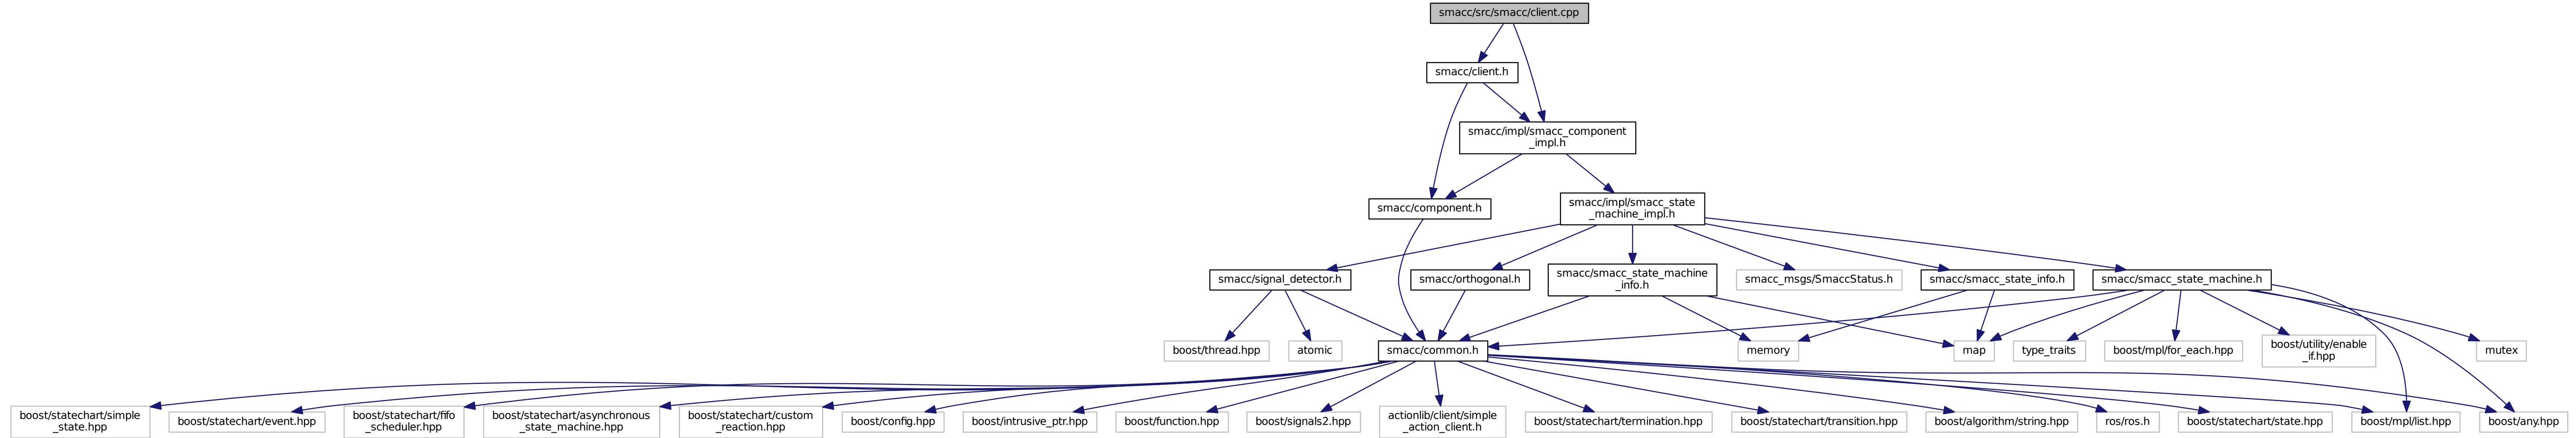 smacc/src/smacc/client.cpp
smacc/client.h
smacc/impl/smacc_component
_impl.h
smacc/component.h
smacc/impl/smacc_state
_machine_impl.h
smacc/signal_detector.h
smacc/orthogonal.h
smacc/smacc_state_machine
_info.h
smacc_msgs/SmaccStatus.h
smacc/smacc_state_info.h
smacc/smacc_state_machine.h
boost/thread.hpp
atomic
smacc/common.h
memory
map
type_traits
boost/mpl/for_each.hpp
boost/utility/enable
_if.hpp
mutex
boost/statechart/simple
_state.hpp
boost/statechart/event.hpp
boost/statechart/fifo
_scheduler.hpp
boost/statechart/asynchronous
_state_machine.hpp
boost/statechart/custom
_reaction.hpp
boost/config.hpp
boost/intrusive_ptr.hpp
boost/function.hpp
boost/signals2.hpp
actionlib/client/simple
_action_client.h
boost/statechart/termination.hpp
boost/statechart/transition.hpp
boost/algorithm/string.hpp
ros/ros.h
boost/statechart/state.hpp
boost/mpl/list.hpp
boost/any.hpp